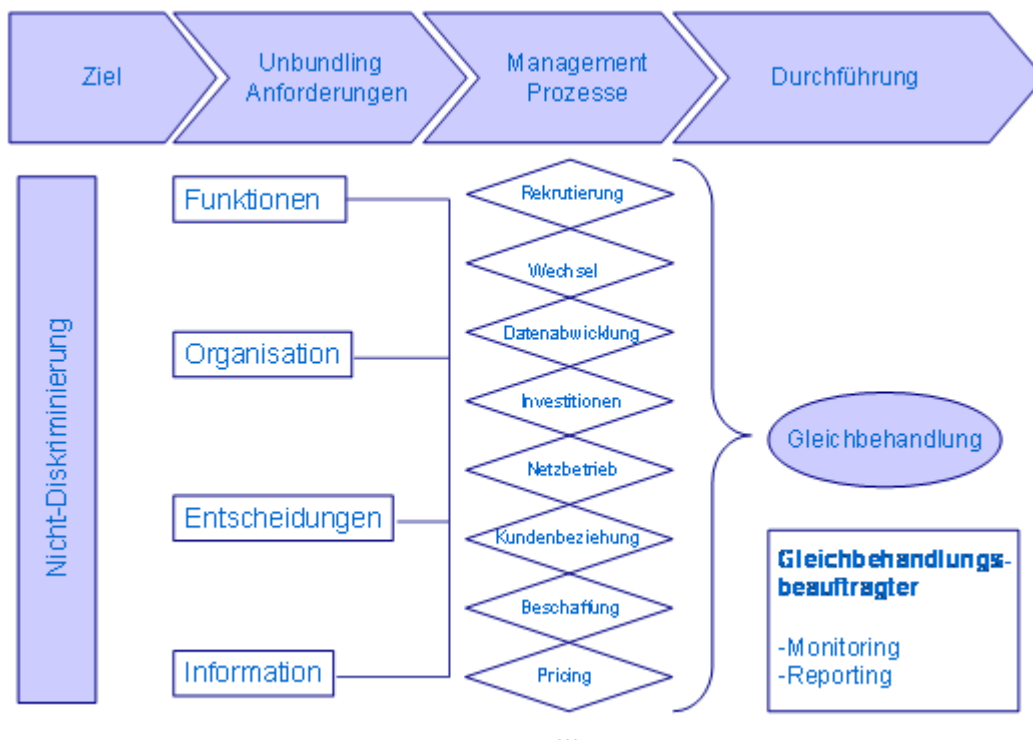 Ziel
Unbundling
Anforderungen
Management
Prozesse
Durchführung
Nicht-Diskriminierung
Funktionen
Organisation
Entscheidungen
Information
Rekrutierung
Wechsel
Datenabwicklung
Investitionen
Netzbetrieb
Kundenbeziehung
Beschaffung
Pricing
...
Gleichbehandlung
Gleichbehandlungs-
beauftragter
-Monitoring
-Reporting